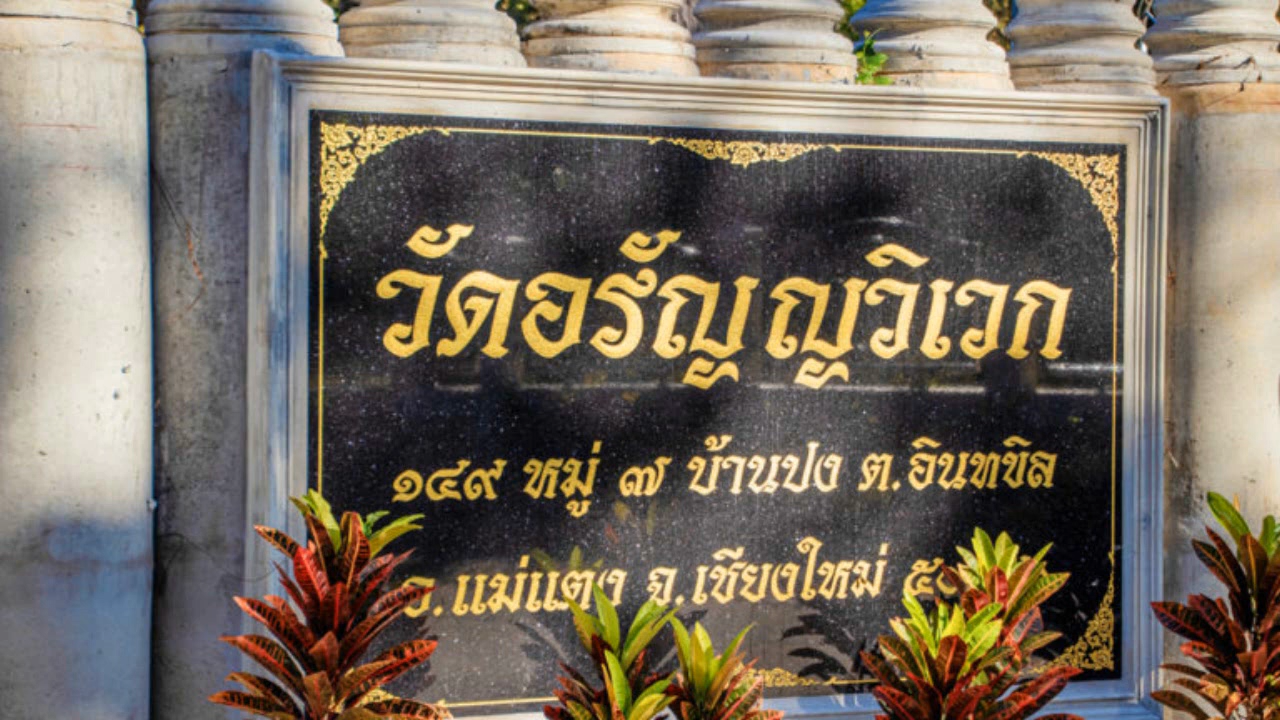 วัดอรัญญวิเวก
๑๔๙ หมู่ ๗ บ้านปง ต.อินทขิล
อ.แม่แตง จ.เชียงใหม่